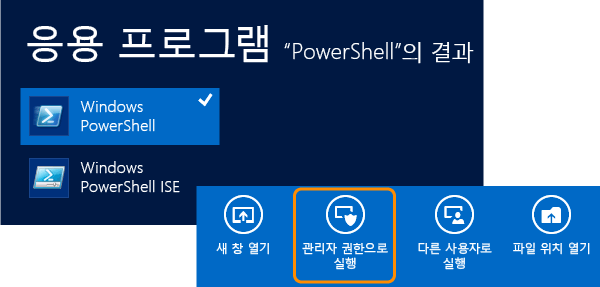 응용 프로그램 “PowerShell”의 결과
Windows
PowerShell
Windows
PowerShell ISE
새 창 열기
관리자 권한으로
실행
다른 사용자로
실행
파일 위치 열기